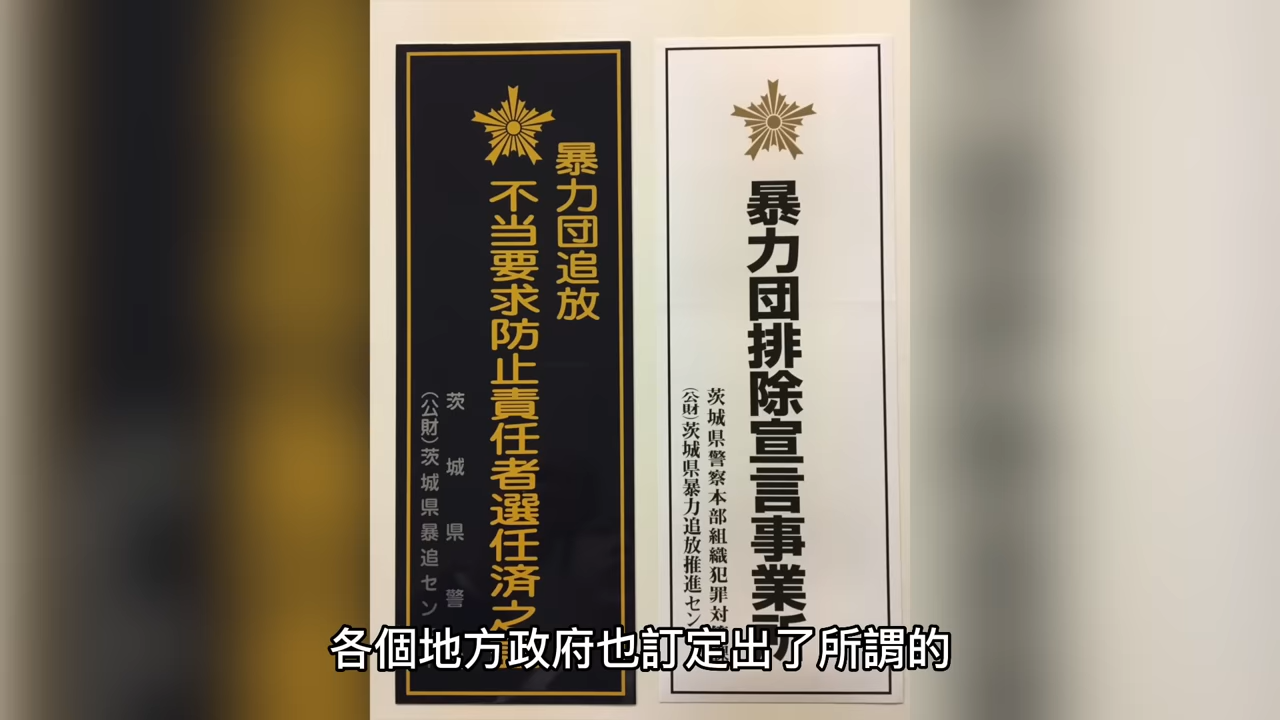 暴力団追放
不当要求防止責任者選任済之
茨城県警
(公財)茨城県暴追セン
暴力団排除宣言事業所
茨城県警察本部組織犯罪対
(公財)茨城県暴力追放推進セン
各個地方政府也訂定出了所謂的